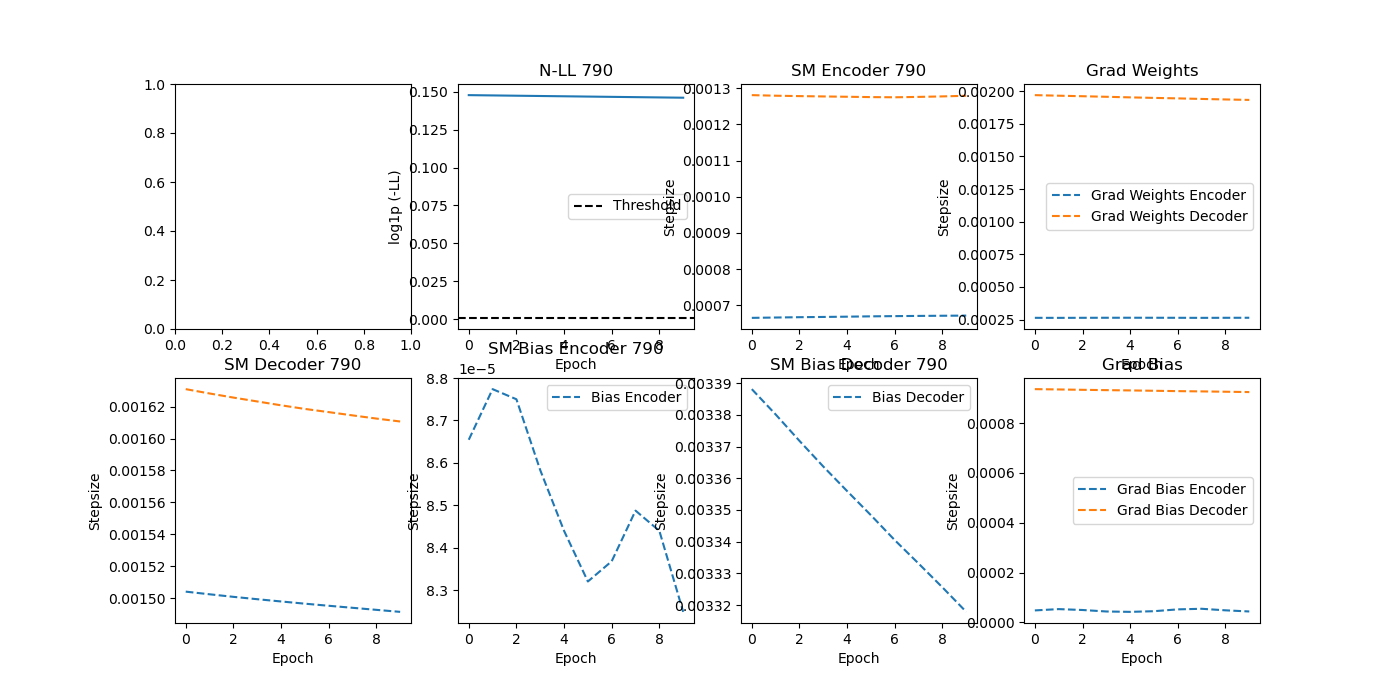 1.0
0.8
0.6
0.4
0.2
0.0
0.0 0.2 0.4 0.6 0.8 1.0
N-LL 790
log1p (-LL)
0.150
0.125
0.100
0.075
0.050
0.025
0.000
Threshold
0 2 4 6 8
Epoch
SM Encoder 790
Stepsize
0.0013
0.0012
0.0011
0.0010
0.0009
0.0008
0.0007
0 2 4 6 8
Epoch
Grad Weights
Stepsize
0.00200
0.00175
0.00150
0.00125
0.00100
0.00075
0.00050
0.00025
Grad Weights Encoder
Grad Weights Decoder
0 2 4 6 8
Epoch
SM Decoder 790
Stepsize
0.00162
0.00160
0.00158
0.00156
0.00154
0.00152
0.00150
0 2 4 6 8
Epoch
SM Bias Encoder 790
1e−5
Stepsize
8.8
8.7
8.6
8.5
8.4
8.3
Bias Encoder
0 2 4 6 8
Epoch
SM Bias Decoder 790
Stepsize
0.00339
0.00338
0.00337
0.00336
0.00335
0.00334
0.00333
0.00332
Bias Decoder
0 2 4 6 8
Epoch
Grad Bias
Stepsize
0.0008
0.0006
0.0004
0.0002
0.0000
Grad Bias Encoder
Grad Bias Decoder
0 2 4 6 8
Epoch